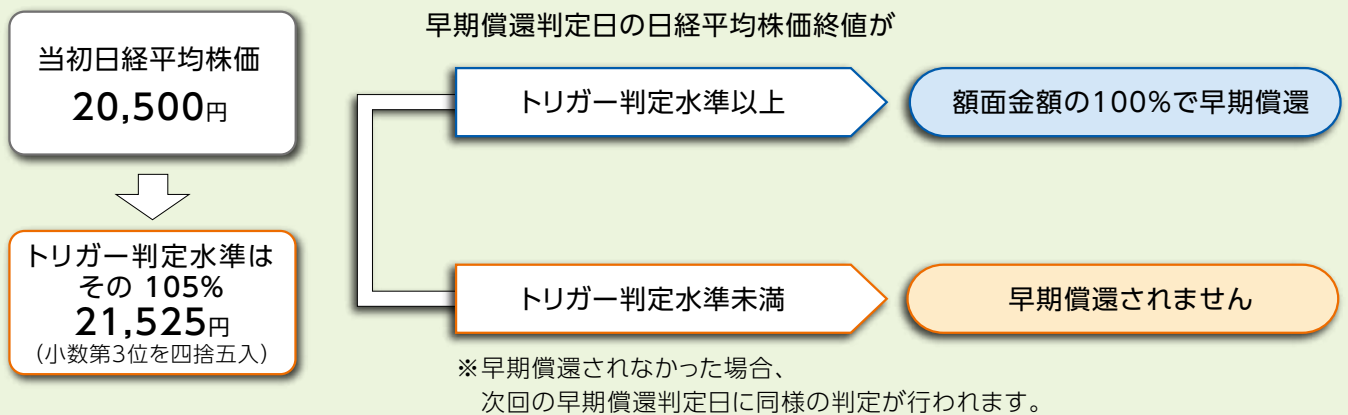 当初日経平均株価
20,500円
トリガー判定水準は
その 105%
21,525円
(小数第3位を四捨五入)
早期償還判定日の日経平均株価終値が
トリガー判定水準以上
額面金額の100%で早期償還
トリガー判定水準未満
早期償還されません
※早期償還されなかった場合、
次回の早期償還判定日に同様の判定が行われます。